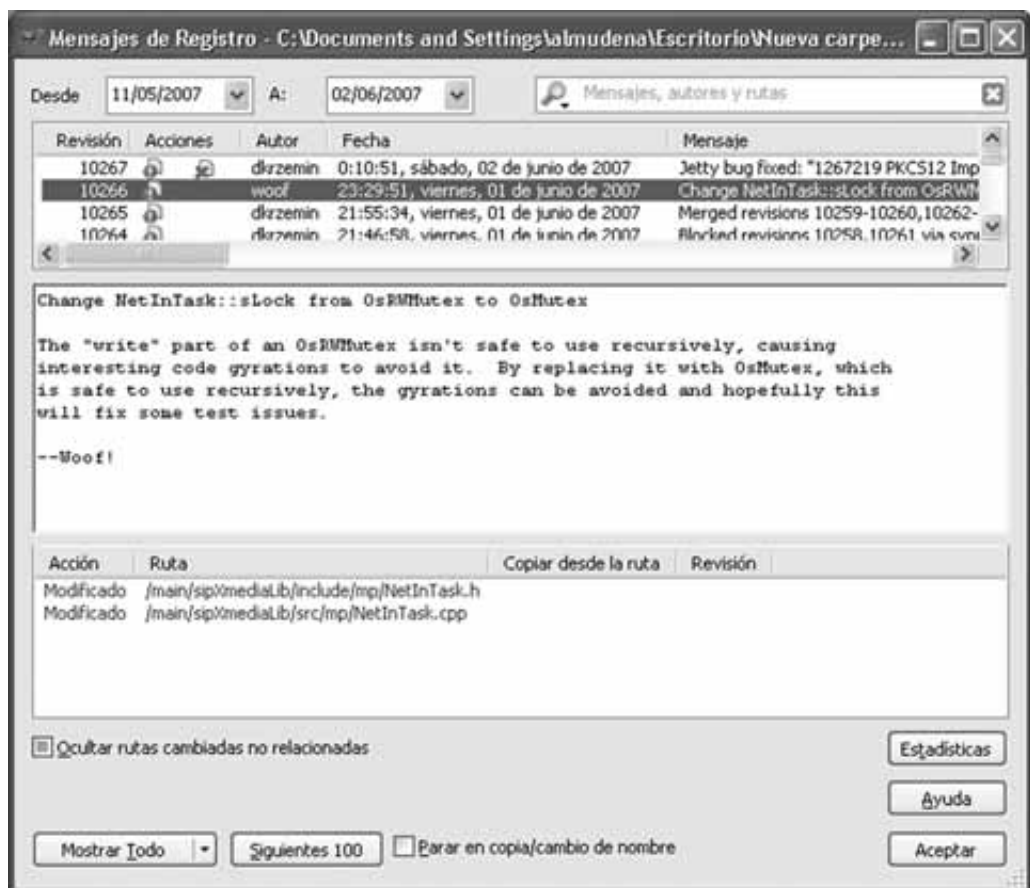 Mensajes de Registro - C:\Documents and Settings\almudena\Escritorio\Nueva carpe...
Desde 11/05/2007 A: 02/06/2007 Mensajes, autores y rutas
Revisión Acciones Autor Fecha Mensaje
10267 dkrzemin 0:10:51, sábado, 02 de junio de 2007 Jetty bug fixed: "1267219 PKCS12 Imp
10266 woof 23:29:51, viernes, 01 de junio de 2007 Change NetInTask::sLock from OsRWM
10265 dkrzemin 21:55:34, viernes, 01 de junio de 2007 Merged revisions 10259-10260,10262-
10264 dkrzemin 21:46:58, viernes, 01 de junio de 2007 Blocked revisions 10258,10261 via
Change NetInTask::sLock from OsRWMutex to OsMutex
The "write" part of an OsRWMutex isn't safe to use recursively, causing
interesting code gyrations to avoid it. By replacing it with OsMutex, which
is safe to use recursively, the gyrations can be avoided and hopefully this
will fix some test issues.
--Woof!
Acción Ruta Copiar desde la ruta Revisión
Modificado /main/sipXmediaLib/include/mp/NetInTask.h
Modificado /main/sipXmediaLib/src/mp/NetInTask.cpp
Ocultar rutas cambiadas no relacionadas
Estadísticas
Ayuda
Mostrar Todo Siguientes 100 Parar en copia/cambio de nombre Aceptar